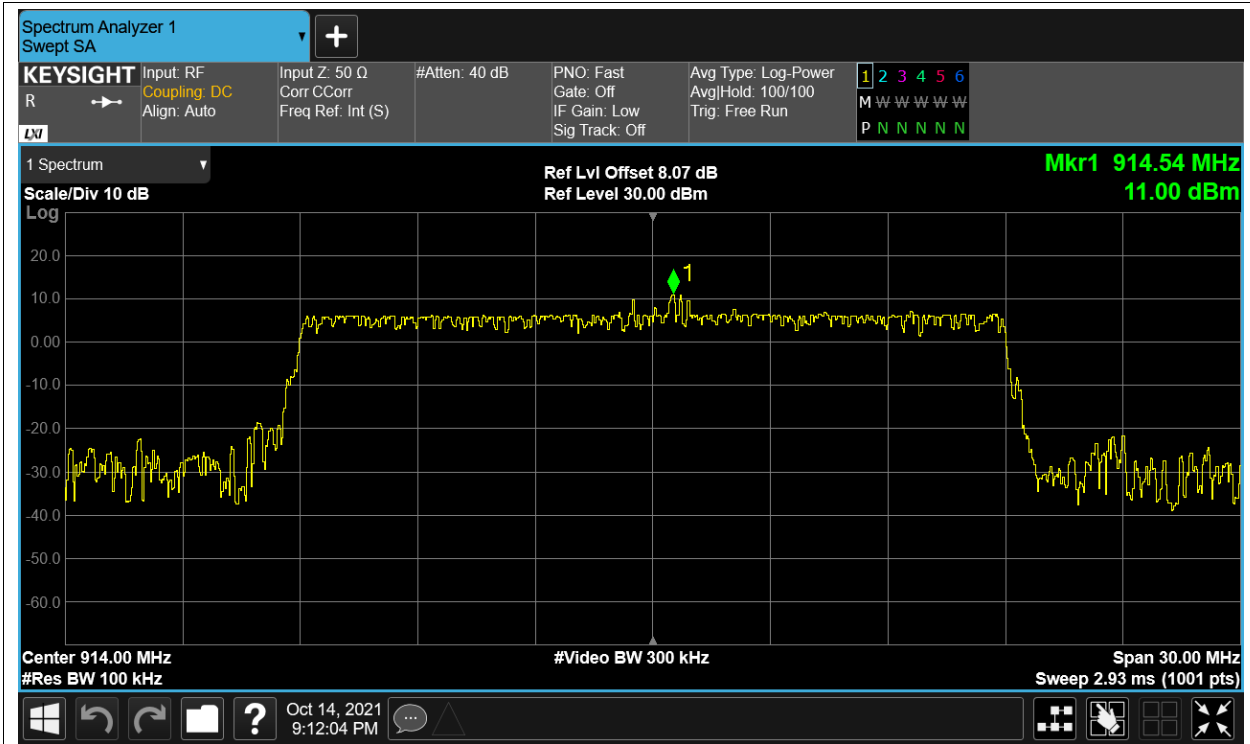 Spectrum Analyzer 1
Swept SA
KEYSIGHT
R
LXI
Input: RF
Coupling: DC
Align: Auto
Input Z: 50 Ω
Corr CCorr
Freq Ref: Int (S)
#Atten: 40 dB
PNO: Fast
Gate: Off
IF Gain: Low
Sig Track: Off
Avg Type: Log-Power
Avg|Hold: 100/100
Trig: Free Run
1 2 3 4 5 6
M W W W W W
P N N N N N
1 Spectrum
Scale/Div 10 dB
Log
Ref Lvl Offset 8.07 dB
Ref Level 30.00 dBm
Mkr1 914.54 MHz
11.00 dBm
1
20.0
10.0
0.00
-10.0
-20.0
-30.0
-40.0
-50.0
-60.0
Center 914.00 MHz
#Res BW 100 kHz
#Video BW 300 kHz
Span 30.00 MHz
Sweep 2.93 ms (1001 pts)
?
Oct 14, 2021
9:12:04 PM